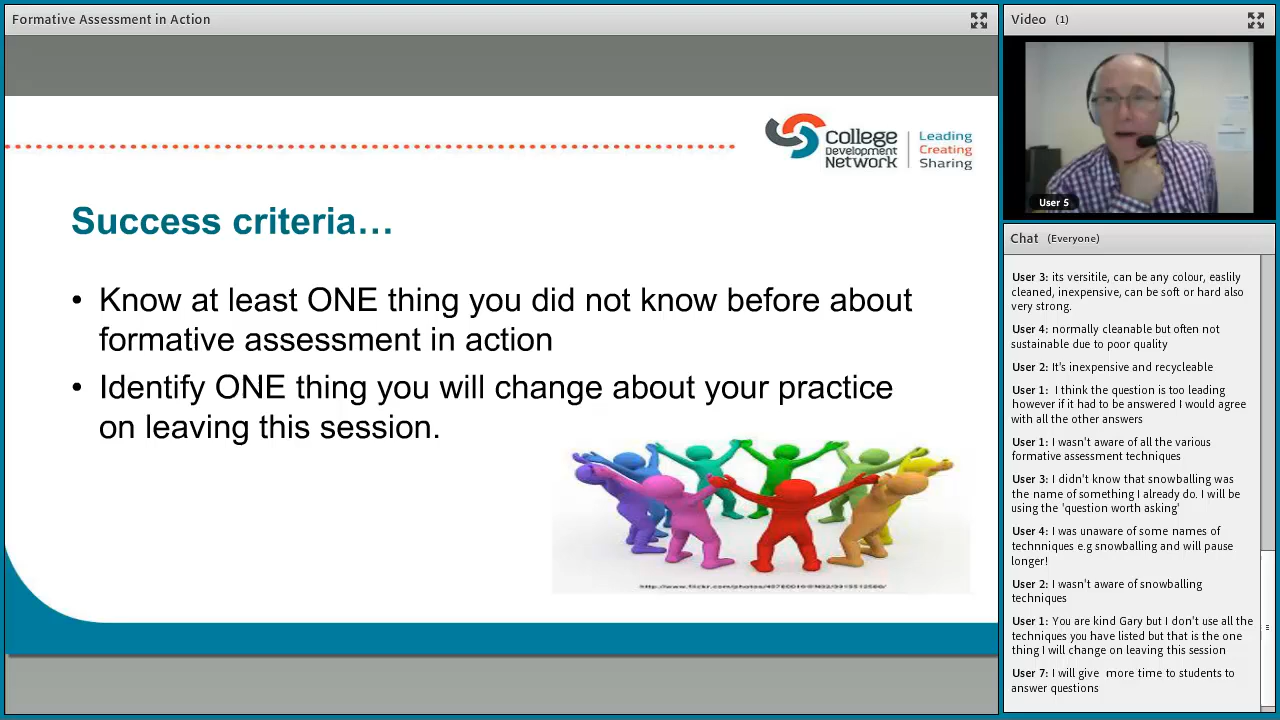 Formative Assessment in Action
College
Development
Network
Leading
Creating
Sharing
Success criteria…
• Know at least ONE thing you did not know before about
formative assessment in action
• Identify ONE thing you will change about your practice
on leaving this session.
Video (1)
User 5
Chat (Everyone)
User 3: its versitile, can be any colour, easlily
cleaned, inexpensive, can be soft or hard also
very strong.
User 4: normally cleanable but often not
sustainable due to poor quality
User 2: It's inexpensive and recycleable
User 1: I think the question is too leading
however if it had to be answered I would agree
with all the other answers
User 1: I wasn't aware of all the various
formative assessment techniques
User 3: I didn't know that snowballing was
the name of something I already do. I will be
using the 'question worth asking'
User 4: I was unaware of some names of
technniques e.g snowballing and will pause
longer!
User 2: I wasn't aware of snowballing
techniques
User 1: You are kind Gary but I don't use all the
techniques you have listed but that is the one
thing I will change on leaving this session
User 7: I will give more time to students to
answer questions